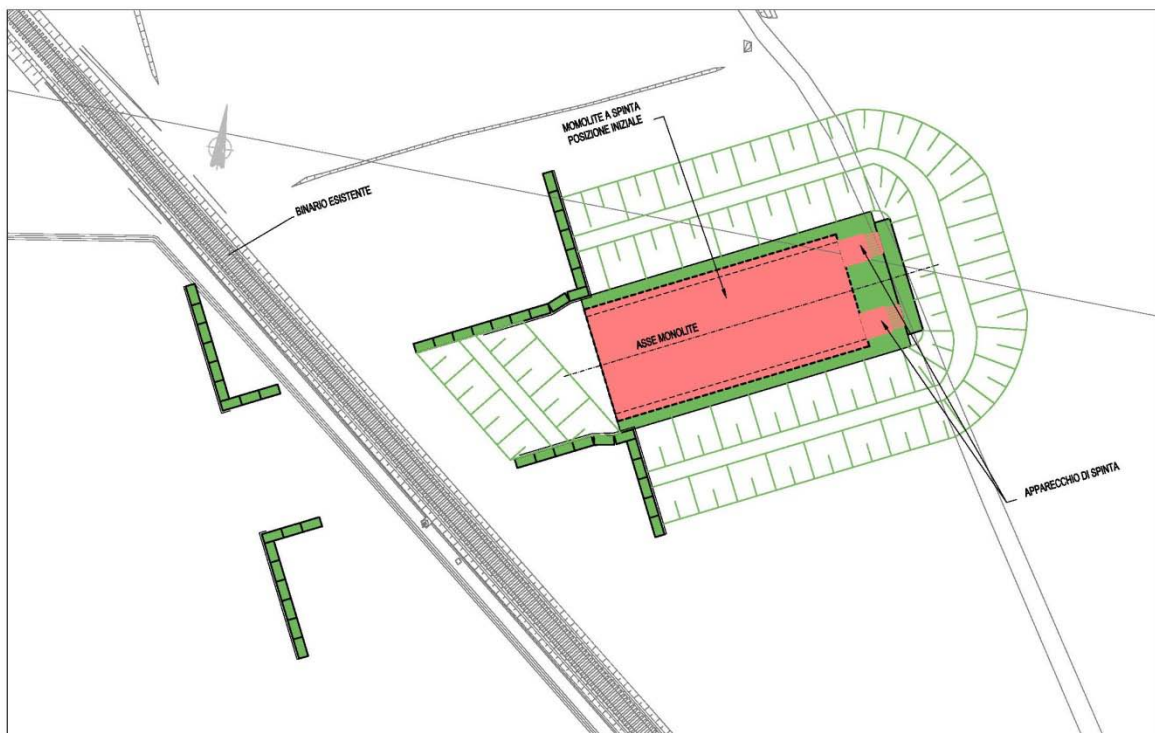 MOMOLITE A SPINTA
POSIZIONE INIZIALE
BINARIO ESISTENTE
ASSE MONOLITE
APPARECCHIO DI SPINTA